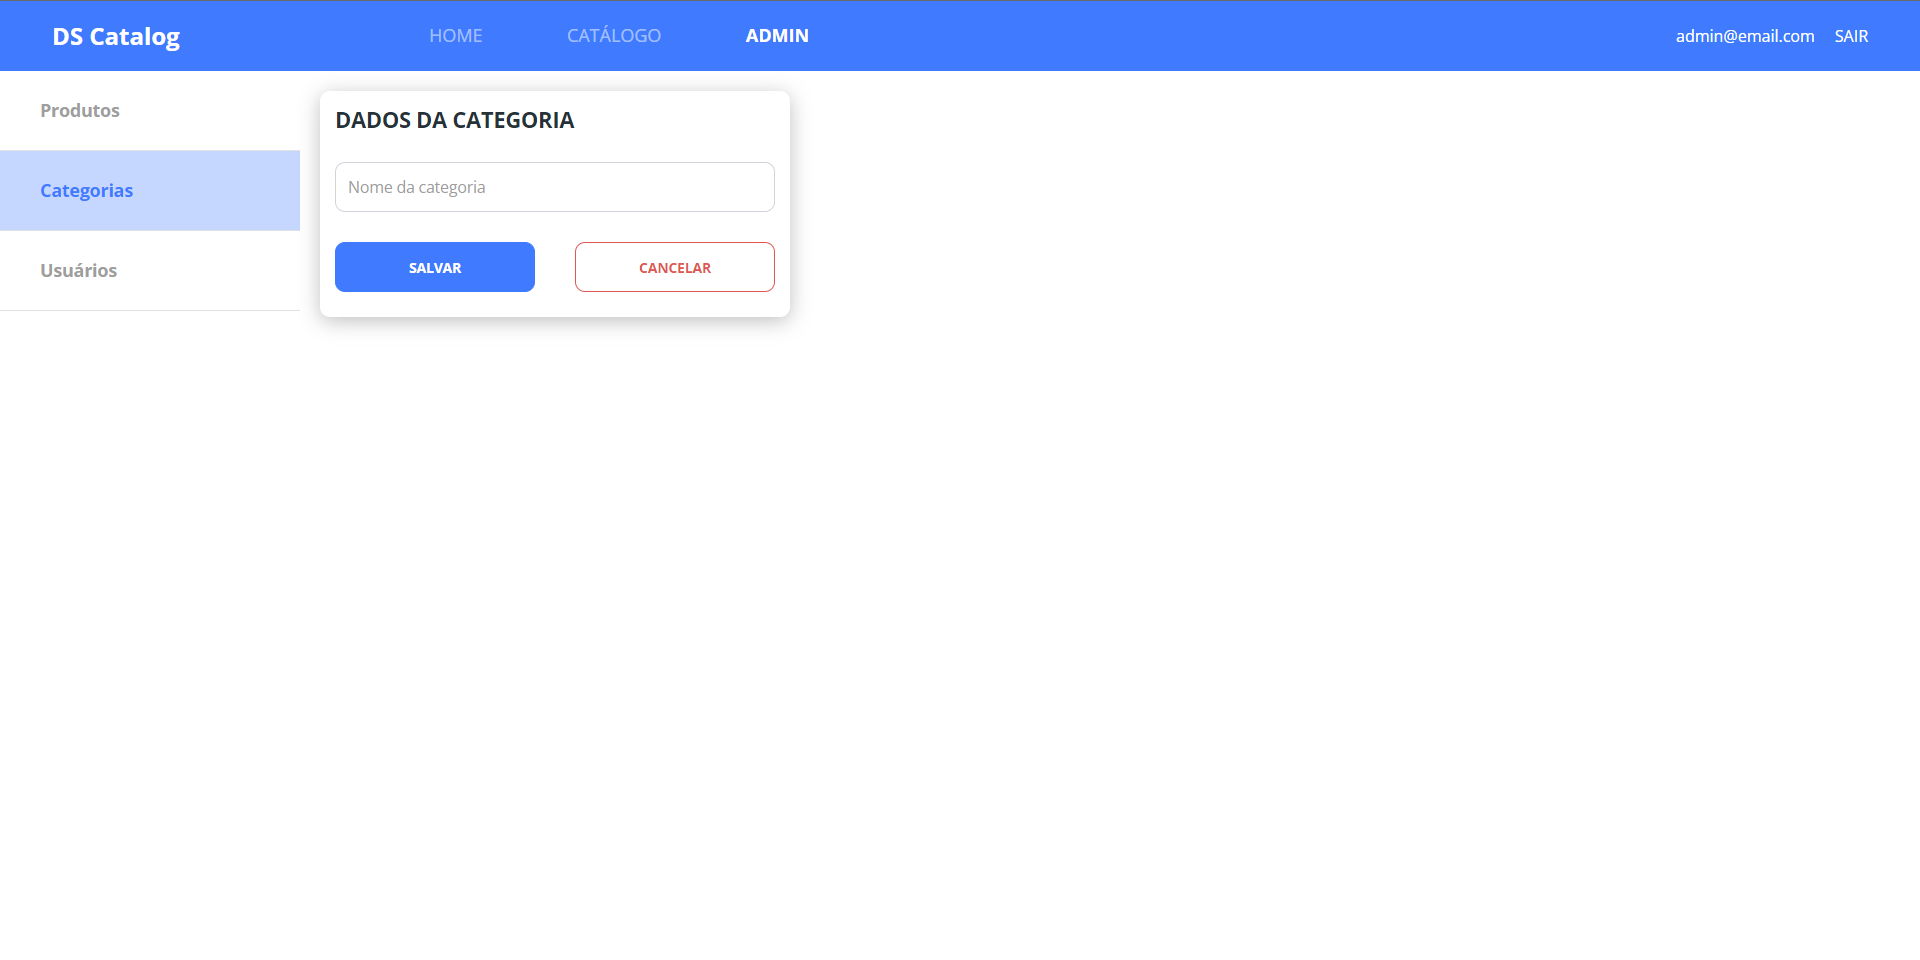 DS Catalog
HOME
CATÁLOGO
ADMIN
admin@email.com
SAIR
Produtos
Categorias
Usuários
DADOS DA CATEGORIA
Nome da categoria
SALVAR
CANCELAR